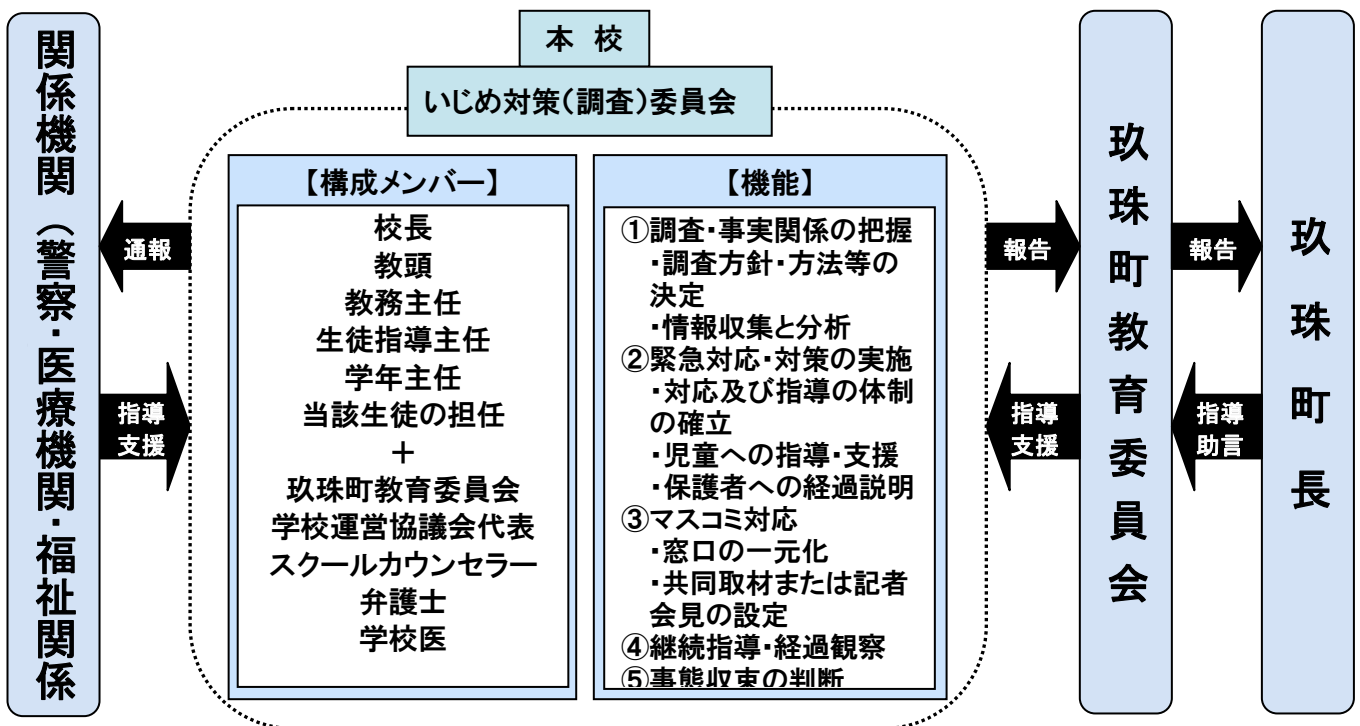 本 校
いじめ対策(調査)委員会
関係機関(警察・医療機関・福祉関係
通報
指導
支援
【構成メンバー】
校長
教頭
教務主任
生徒指導主任
学年主任
当該生徒の担任
+
玖珠町教育委員会
学校運営協議会代表
スクールカウンセラー
弁護士
学校医
【機能】
①調査・事実関係の把握
・調査方針・方法等の
決定
・情報収集と分析
②緊急対応・対策の実施
・対応及び指導の体制
の確立
・児童への指導・支援
・保護者への経過説明
③マスコミ対応
・窓口の一元化
・共同取材または記者
会見の設定
④継続指導・経過観察
⑤事態収束の判断
報告
指導
支援
玖珠町教育委員会
報告
指導
助言
玖珠町長